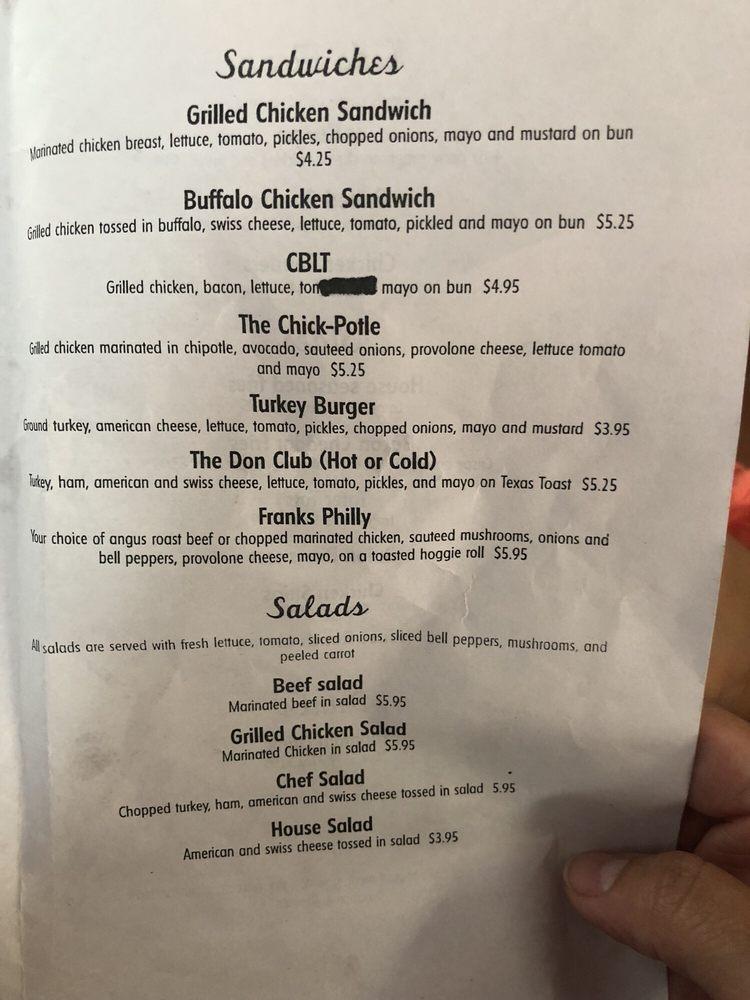 Sandwiches
Grilled Chicken Sandwich
Marinated chicken breast, lettuce, tomato, pickles, chopped onions, mayo and mustard on bun
$4.25
Buffalo Chicken Sandwich
Grilled chicken tossed in buffalo, swiss cheese, lettuce, tomato, pickled and mayo on bun $5.25
CBLT
Grilled chicken, bacon, lettuce, mayo on bun $4.95
The Chick-Potle
Grilled chicken marinated in chipotle, avocado, sauteed onions, provolone cheese, lettuce tomato
and mayo $5.25
Turkey Burger
Ground turkey, american cheese, lettuce, tomato, pickles, chopped onions, mayo and mustard $3.95
The Don Club (Hot or Cold)
Turkey, ham, american and swiss cheese, lettuce, tomato, pickles, and mayo on Texas Toast $5.25
Franks Philly
Your choice of angus roast beef or chopped marinated chicken, sauteed mushrooms, onions and
bell peppers, provolone cheese, mayo, on a toasted hoggie roll $5.95
Salads
All salads are served with fresh lettuce, tomato, sliced onions, sliced bell peppers, mushrooms, and
peeled carrot
Beef salad
Marinated beef in salad $5.95
Grilled Chicken Salad
Marinated Chicken in salad $5.95
Chef Salad
Chopped turkey, ham, american and swiss cheese tossed in salad 5.95
House Salad
American and swiss cheese tossed in salad $3.95